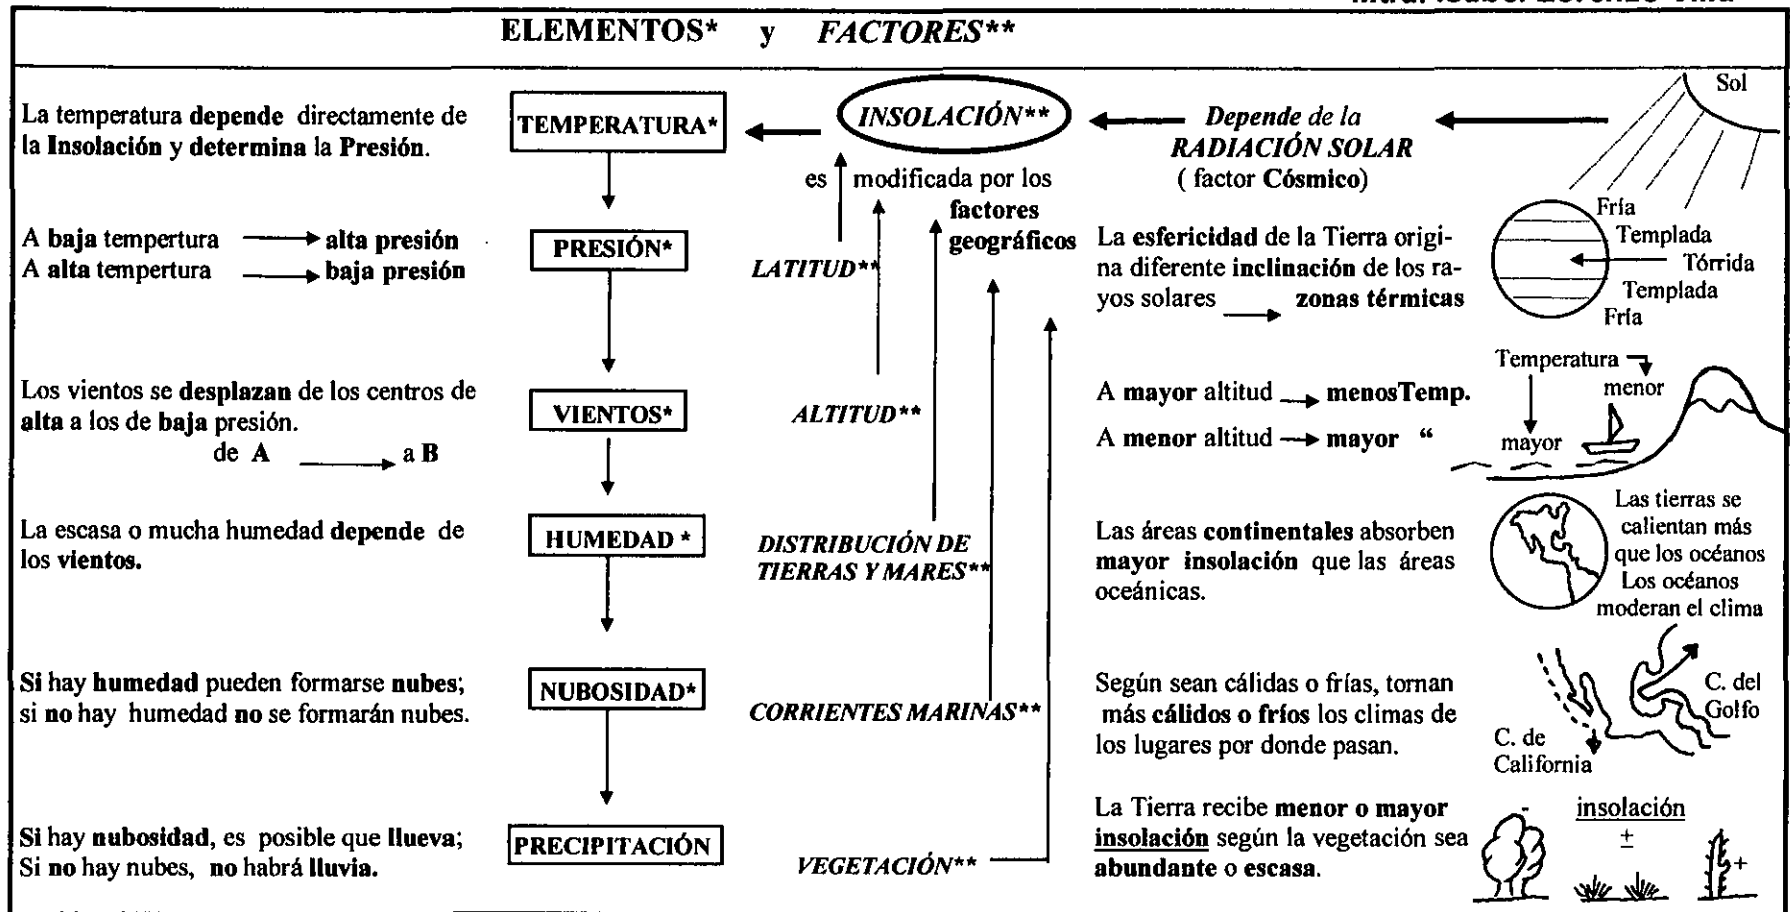 ELEMENTOS* y FACTORES**
La temperatura depende directamente de
la Insolación y determina la Presión.
TEMPERATURA*
INSOLACIÓN**
Depende de la
RADIACIÓN SOLAR
( factor Cósmico)
Sol
es modificada por los
factores
geográficos
A baja tempertura alta presión
A alta tempertura baja presión
PRESIÓN*
LATITUD**
La esfericidad de la Tierra origi-
na diferente inclinación de los ra-
yos solares zonas térmicas
Fría
Templada
Tórrida
Templada
Fría
Los vientos se desplazan de los centros de
alta a los de baja presión.
de A a B
VIENTOS*
ALTITUD**
A mayor altitud menosTemp.
A menor altitud mayor “
Temperatura
menor
mayor
La escasa o mucha humedad depende de
los vientos.
HUMEDAD *
DISTRIBUCIÓN DE
TIERRAS Y MARES**
Las áreas continentales absorben
mayor insolación que las áreas
oceánicas.
Las tierras se
calientan más
que los océanos
Los océanos
moderan el clima
Si hay humedad pueden formarse nubes;
si no hay humedad no se formarán nubes.
NUBOSIDAD*
CORRIENTES MARINAS**
Según sean cálidas o frías, tornan
más cálidos o fríos los climas de
los lugares por donde pasan.
C. del
Golfo
C. de
California
Si hay nubosidad, es posible que llueva;
Si no hay nubes, no habrá lluvia.
PRECIPITACIÓN
VEGETACIÓN**
La Tierra recibe menor o mayor
insolación según la vegetación sea
abundante o escasa.
insolación
- ± +